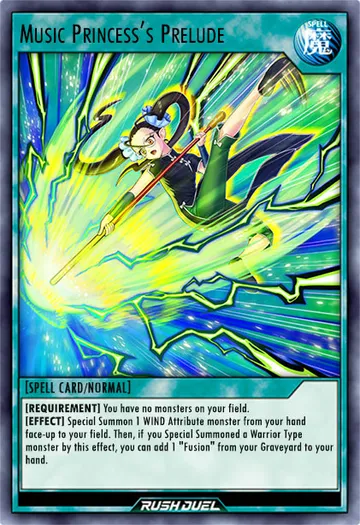 MUSIC PRINCESS'S PRELUDE
SPELL
魔
[SPELL CARD/NORMAL]
[REQUIREMENT] You have no monsters on your field.
[EFFECT] Special Summon 1 WIND Attribute monster from your hand
face-up to your field. Then, if you Special Summoned a Warrior Type
monster by this effect, you can add 1 "Fusion" from your Graveyard to your
hand.
RUSH DUEL